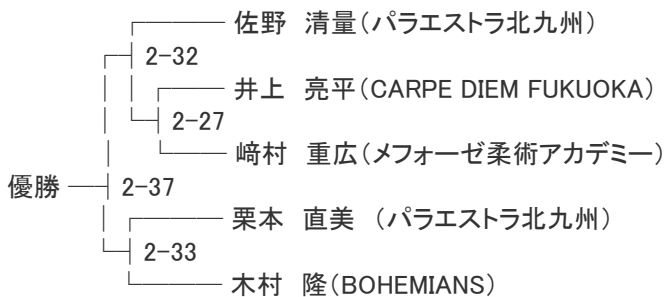 佐野　清量(パラエストラ北九州)
2-32
井上　亮平(CARPE DIEM FUKUOKA)
2-27
﨑村　重広(メフォーゼ柔術アカデミー)
優勝 2-37
栗本　直美　(パラエストラ北九州)
2-33
木村　隆(BOHEMIANS)